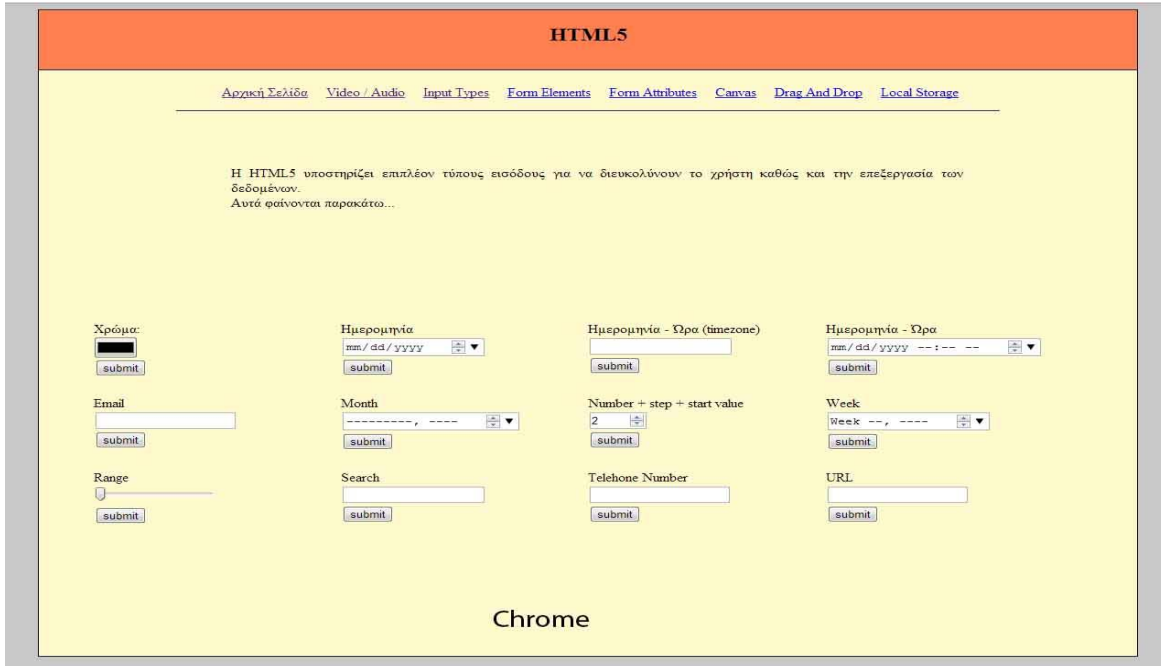 HTML5
Αρχική Σελίδα Video / Audio Input Types Form Elements Form Attributes Canvas Drag And Drop Local Storage
Η HTML5 υποστηρίζει επιπλέον τύπους εισόδους για να διευκολύνουν το χρήστη καθώς και την επεξεργασία των
δεδομένων.
Αυτά φαίνονται παρακάτω...
Χρώμα: Ημερομηνία Ημερομηνία - Ώρα (timezone) Ημερομηνία - Ώρα
mm/dd/yyyy mm/dd/yyyy --:-- --
submit submit submit submit
Email Month Number + step + start value Week
---------, ---- 2 Week --, ----
submit submit submit submit
Range Search Telehone Number URL
submit submit submit submit
Chrome